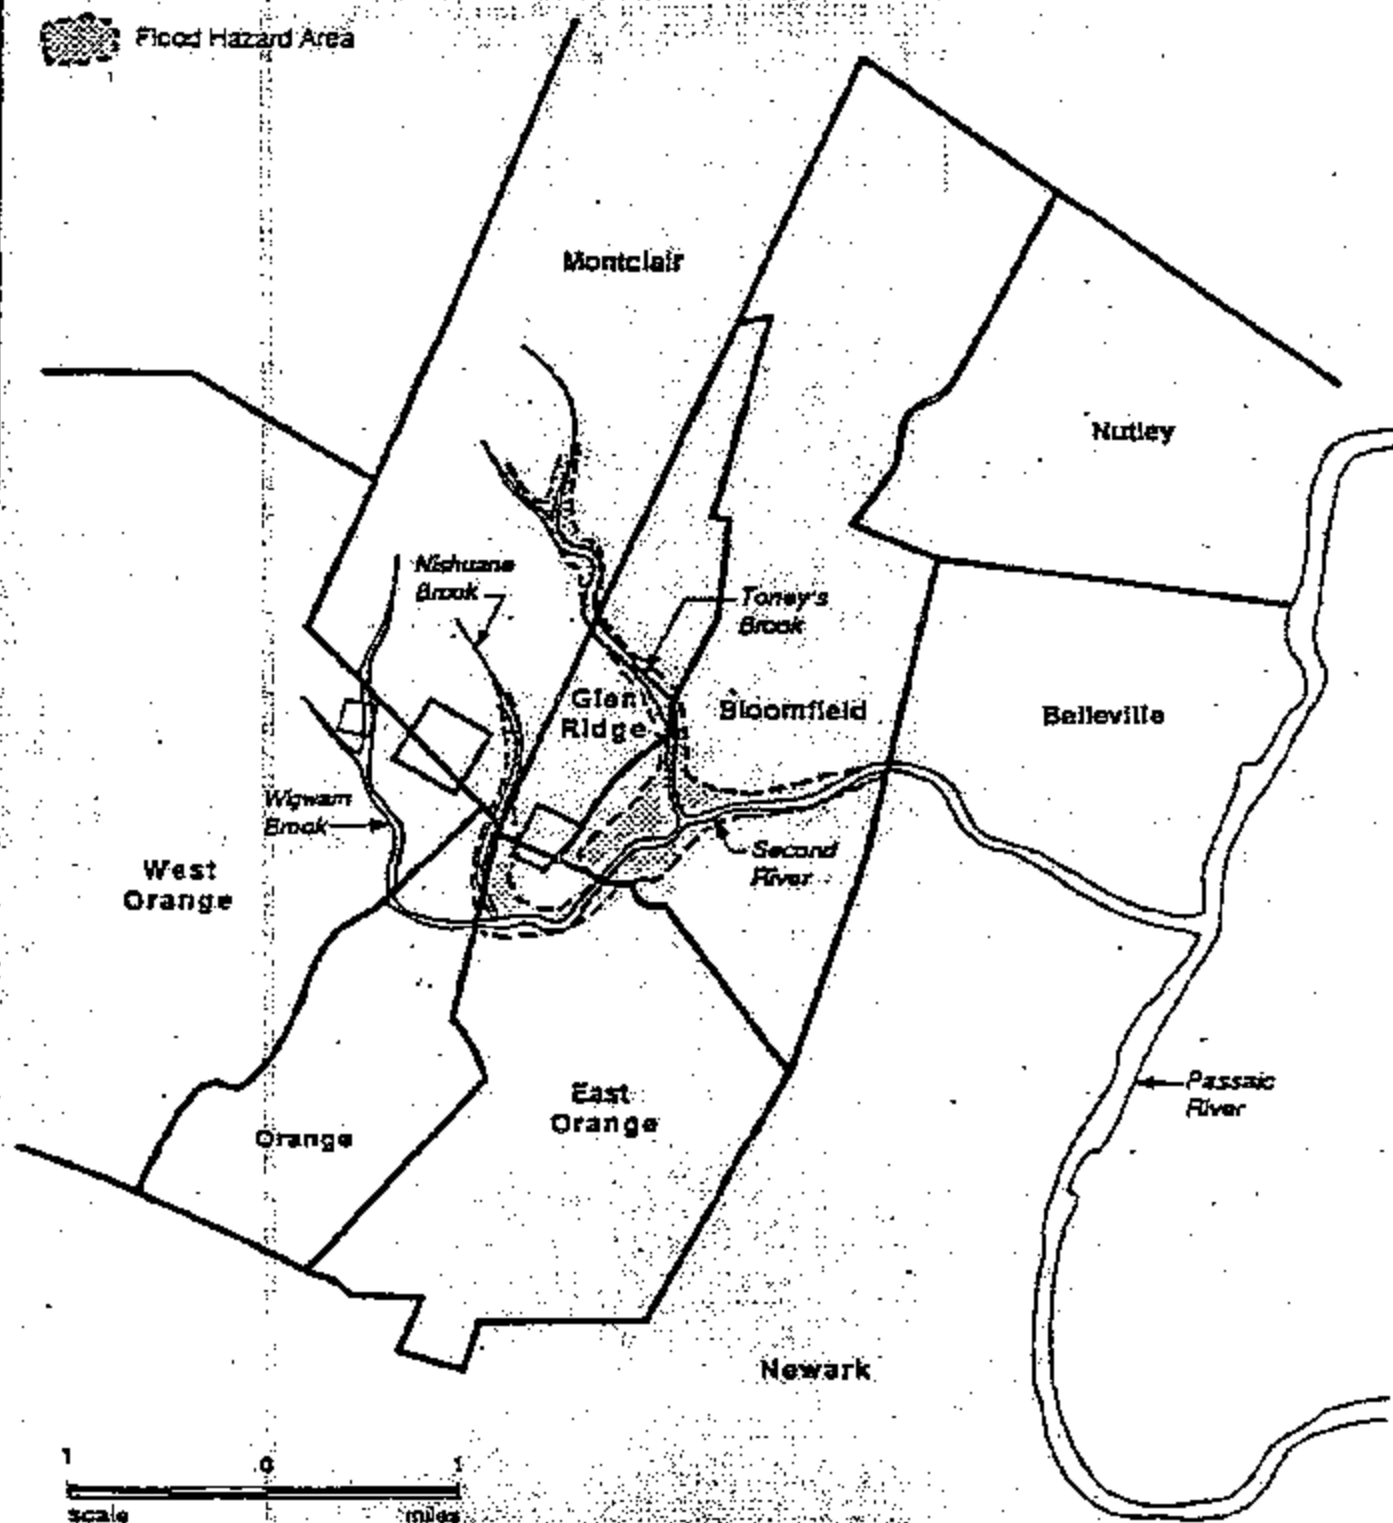 Flood Hazard Area
Montclair
Nutley
Nishuane
Brook
Toney's
Brook
Glen
Ridge
Bloomfield
Belleville
Wigwam
Brook
Second
River
West
Orange
East
Orange
Passaic
River
Orange
Newark
1 0 1
scale miles